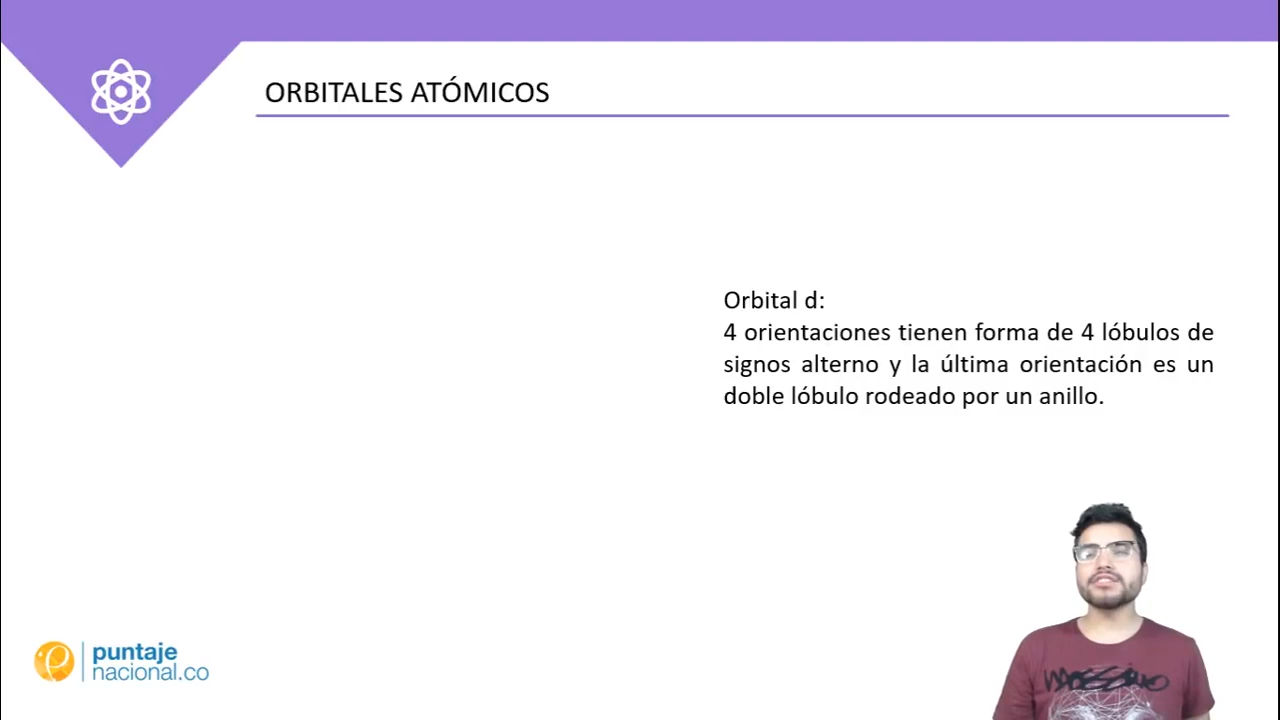 ORBITALES ATÓMICOS
Orbital d:
4 orientaciones tienen forma de 4 lóbulos de
signos alterno y la última orientación es un
doble lóbulo rodeado por un anillo.
puntaje
nacional.co